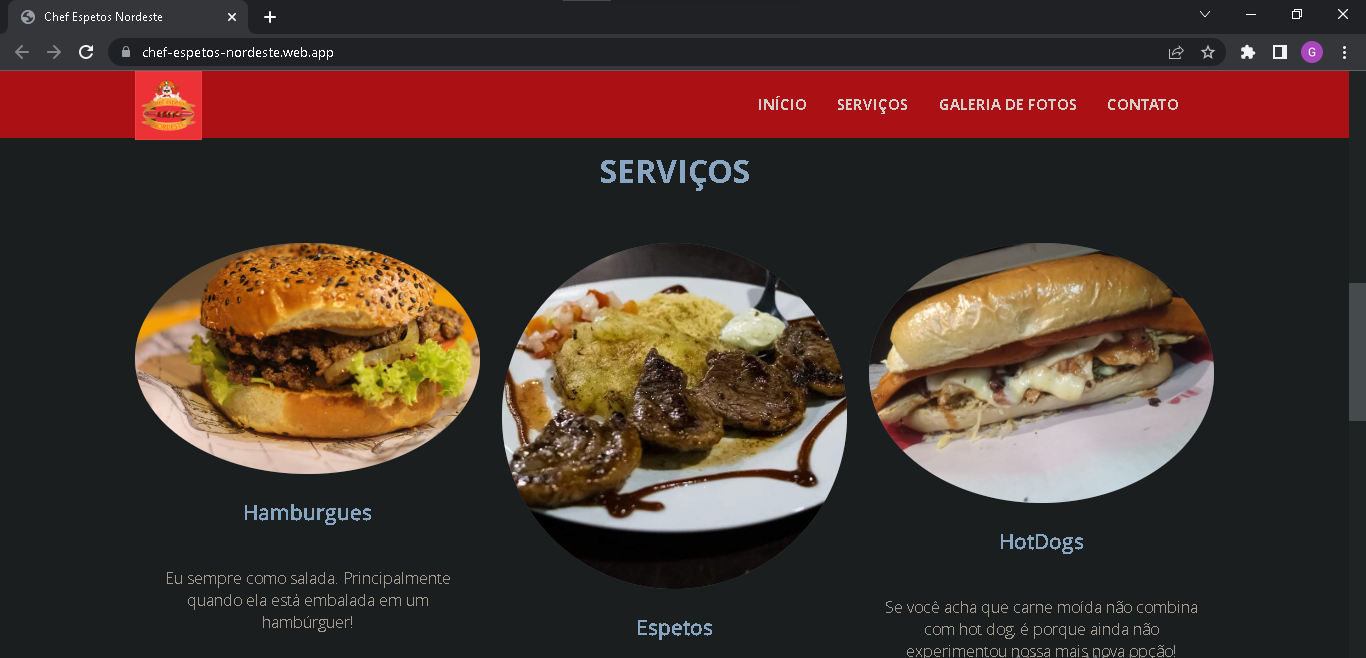 Chef Espetos Nordeste
chef-espetos-nordeste.web.app
G
INÍCIO SERVIÇOS GALERIA DE FOTOS CONTATO
SERVIÇOS
Hamburgues
Eu sempre como salada. Principalmente
quando ela está embalada em um
hambúrguer!
Espetos
HotDogs
Se você acha que carne moída não combina
com hot dog, é porque ainda não
experimentou nossa mais nova opção!